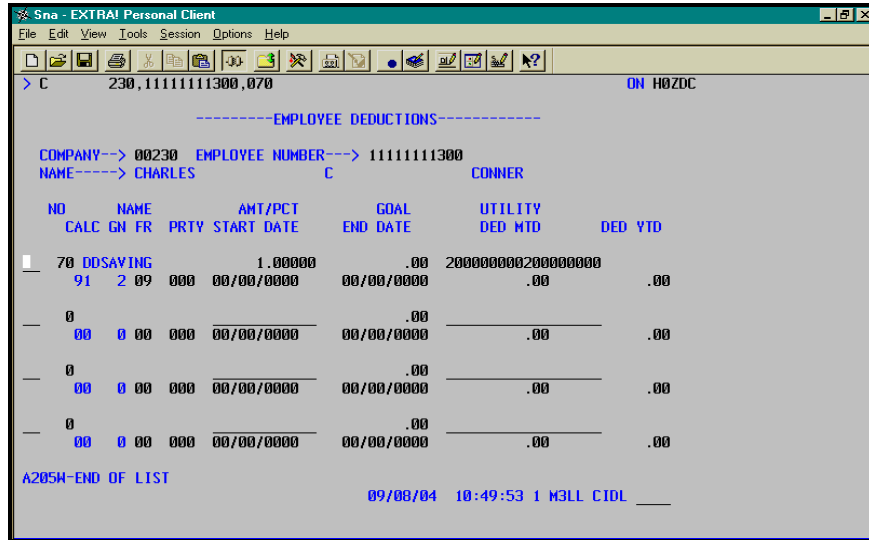 Sna - EXTRA! Personal Client
File Edit View Tools Session Options Help
> C 230,11111111300,070 ON H0ZDC
---------EMPLOYEE DEDUCTIONS------------
COMPANY--> 00230 EMPLOYEE NUMBER---> 11111111300
NAME-----> CHARLES C CONNER
NO NAME AMT/PCT GOAL UTILITY
CALC GN FR PRTY START DATE END DATE DED MTD DED YTD
70 DDSAVING 1.00000 .00 200000000200000000
91 2 09 000 00/00/0000 00/00/0000 .00 .00
0 .00
00 0 00 000 00/00/0000 00/00/0000 .00 .00
0 .00
00 0 00 000 00/00/0000 00/00/0000 .00 .00
0 .00
00 0 00 000 00/00/0000 00/00/0000 .00 .00
A205W-END OF LIST
09/08/04 10:49:53 1 M3LL CIDL ____